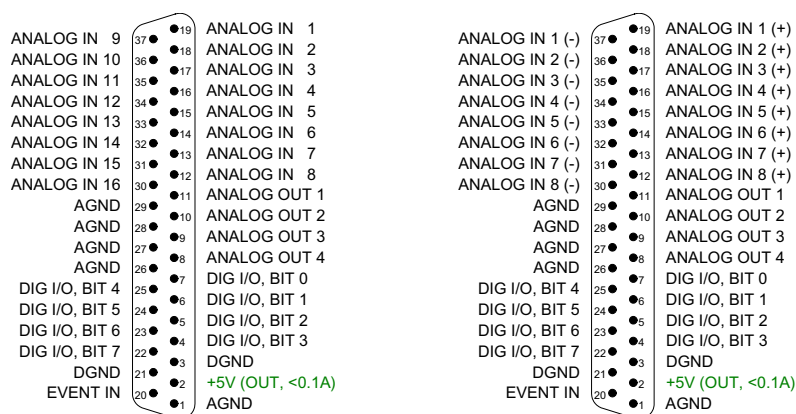 ANALOG IN 9 37
ANALOG IN 10 36
ANALOG IN 11 35
ANALOG IN 12 34
ANALOG IN 13 33
ANALOG IN 14 32
ANALOG IN 15 31
ANALOG IN 16 30
AGND 29
AGND 28
AGND 27
AGND 26
DIG I/O, BIT 4 25
DIG I/O, BIT 5 24
DIG I/O, BIT 6 23
DIG I/O, BIT 7 22
DGND 21
EVENT IN 20
19 ANALOG IN 1
18 ANALOG IN 2
17 ANALOG IN 3
16 ANALOG IN 4
15 ANALOG IN 5
14 ANALOG IN 6
13 ANALOG IN 7
12 ANALOG IN 8
11 ANALOG OUT 1
10 ANALOG OUT 2
9 ANALOG OUT 3
8 ANALOG OUT 4
7 DIG I/O, BIT 0
6 DIG I/O, BIT 1
5 DIG I/O, BIT 2
4 DIG I/O, BIT 3
3 DGND
2 +5V (OUT, <0.1A)
1 AGND
ANALOG IN 1 (-) 37
ANALOG IN 2 (-) 36
ANALOG IN 3 (-) 35
ANALOG IN 4 (-) 34
ANALOG IN 5 (-) 33
ANALOG IN 6 (-) 32
ANALOG IN 7 (-) 31
ANALOG IN 8 (-) 30
AGND 29
AGND 28
AGND 27
AGND 26
DIG I/O, BIT 4 25
DIG I/O, BIT 5 24
DIG I/O, BIT 6 23
DIG I/O, BIT 7 22
DGND 21
EVENT IN 20
19 ANALOG IN 1 (+)
18 ANALOG IN 2 (+)
17 ANALOG IN 3 (+)
16 ANALOG IN 4 (+)
15 ANALOG IN 5 (+)
14 ANALOG IN 6 (+)
13 ANALOG IN 7 (+)
12 ANALOG IN 8 (+)
11 ANALOG OUT 1
10 ANALOG OUT 2
9 ANALOG OUT 3
8 ANALOG OUT 4
7 DIG I/O, BIT 0
6 DIG I/O, BIT 1
5 DIG I/O, BIT 2
4 DIG I/O, BIT 3
3 DGND
2 +5V (OUT, <0.1A)
1 AGND